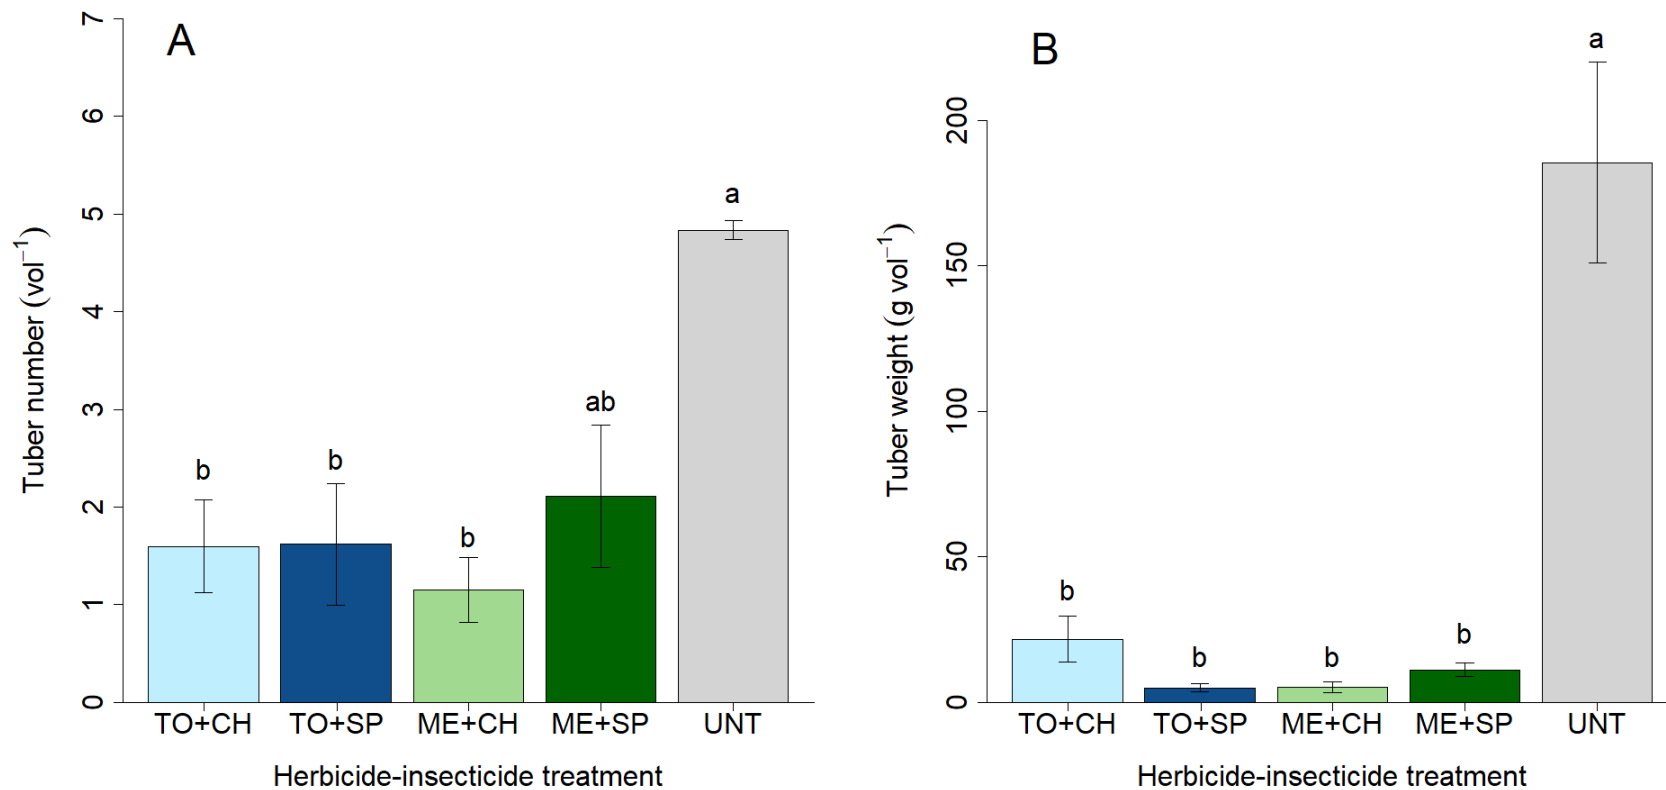 A
7
6
5
4
3
2
1
0
Tuber number (vol⁻¹)
b
b
b
ab
a
TO+CH TO+SP ME+CH ME+SP UNT
Herbicide-insecticide treatment
B
200
150
100
50
0
Tuber weight (g vol⁻¹)
b
b
b
b
a
TO+CH TO+SP ME+CH ME+SP UNT
Herbicide-insecticide treatment